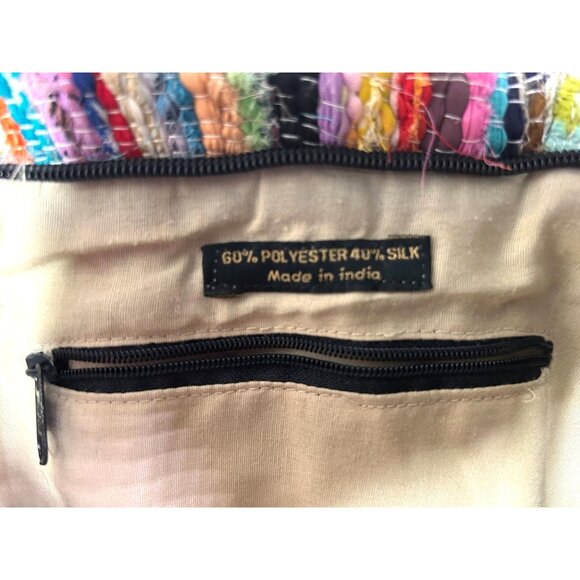 60% POLYESTER 40% SILK
Made in india